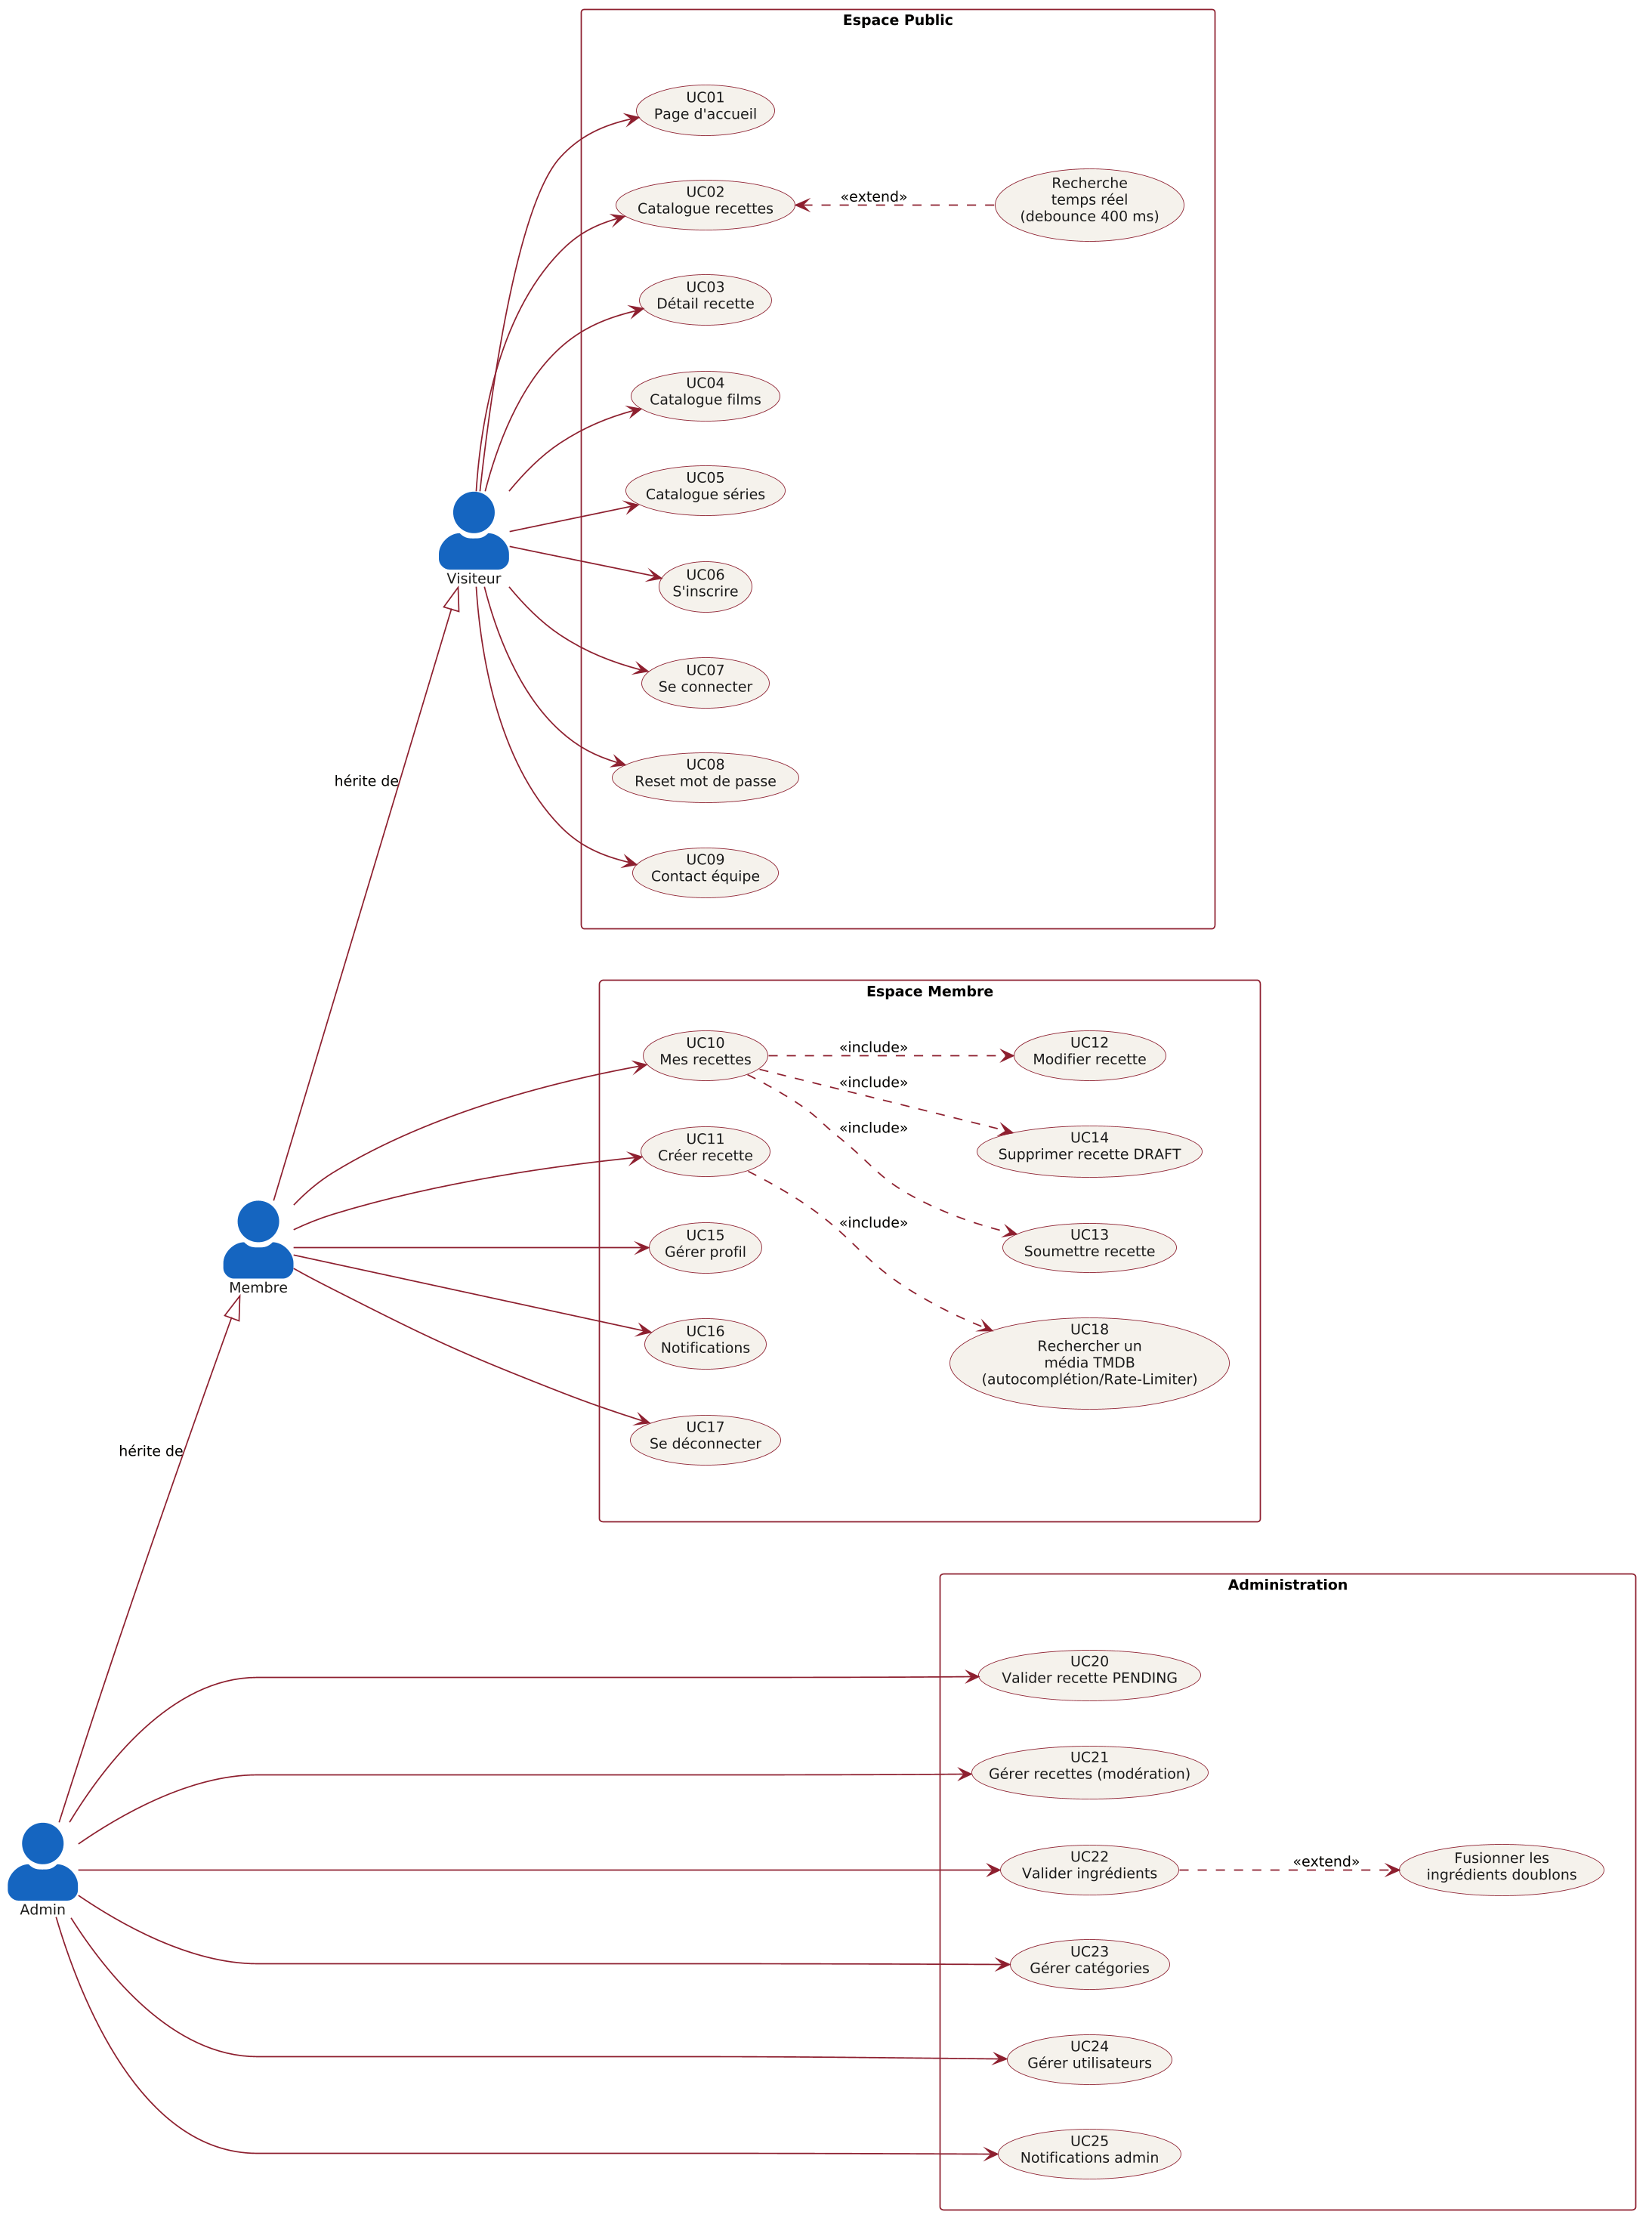 Espace Public
UC01
Page d'accueil
UC02
Catalogue recettes
«extend»
Recherche
temps réel
(debounce 400 ms)
UC03
Détail recette
UC04
Catalogue films
UC05
Catalogue séries
Visiteur
UC06
S'inscrire
UC07
Se connecter
UC08
Reset mot de passe
UC09
Contact équipe
hérite de
Espace Membre
UC10
Mes recettes
«include»
UC12
Modifier recette
«include»
UC14
Supprimer recette DRAFT
«include»
UC13
Soumettre recette
UC11
Créer recette
«include»
UC18
Rechercher un
média TMDB
(autocomplétion/Rate-Limiter)
UC15
Gérer profil
UC16
Notifications
UC17
Se déconnecter
Membre
hérite de
Administration
UC20
Valider recette PENDING
UC21
Gérer recettes (modération)
UC22
Valider ingrédients
«extend»
Fusionner les
ingrédients doublons
Admin
UC23
Gérer catégories
UC24
Gérer utilisateurs
UC25
Notifications admin